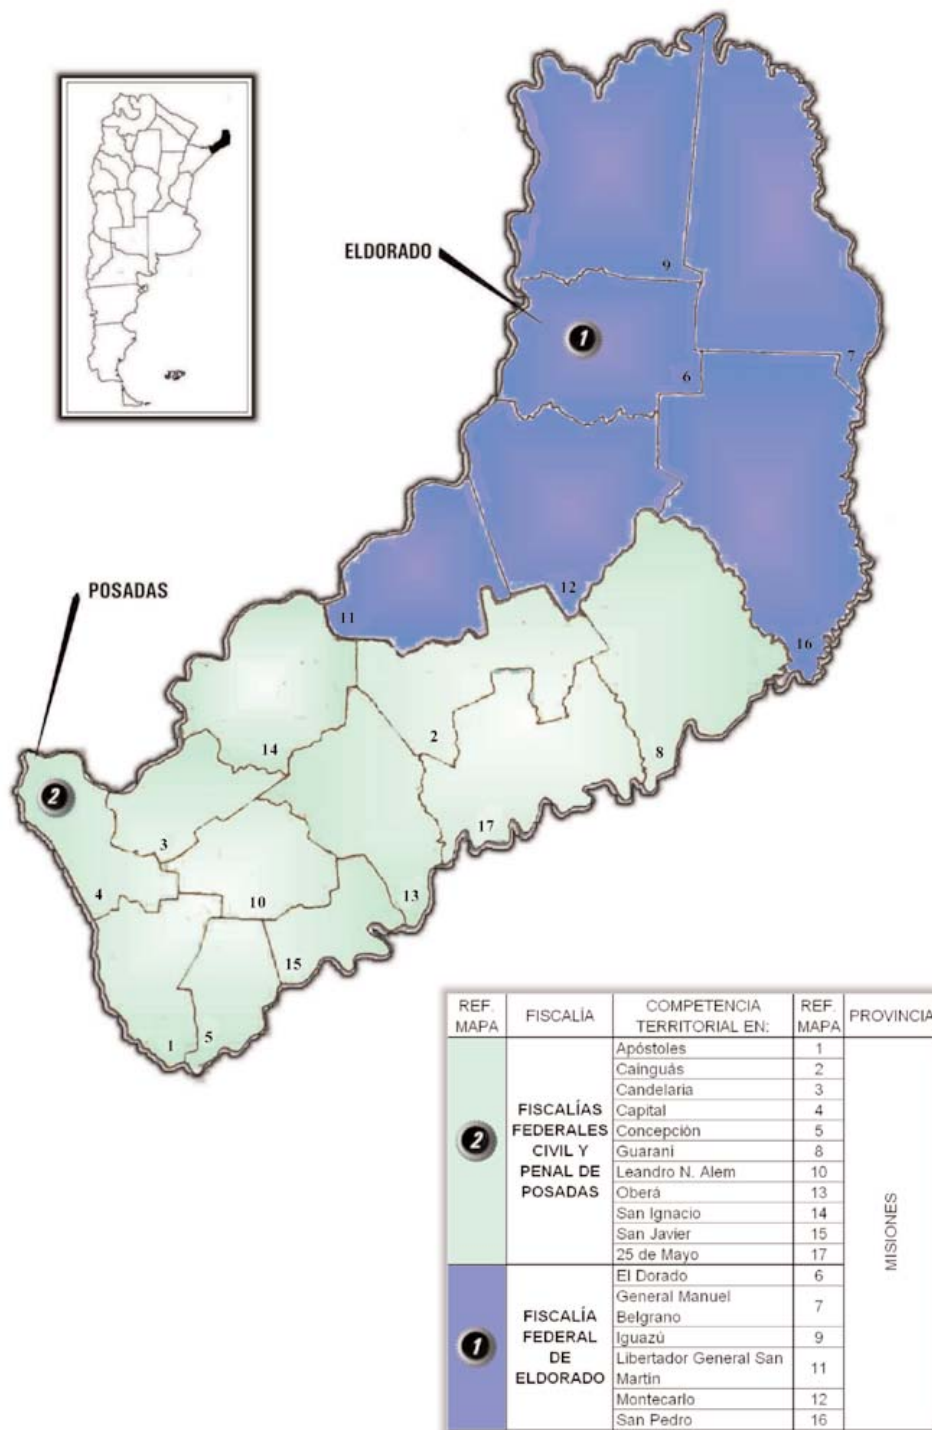 ELDORADO
9
1
7
6
POSADAS
12
11
16
2
14
8
2
17
3
4
10
13
15
1
5
REF. MAPA
FISCALÍA
COMPETENCIA TERRITORIAL EN:
REF. MAPA
PROVINCIA
2
FISCALÍAS
FEDERALES
CIVIL Y
PENAL DE
POSADAS
Apóstoles 1
Cainguás 2
Candelaria 3
Capital 4
Concepción 5
Guaraní 8
Leandro N. Alem 10
Oberá 13
San Ignacio 14
San Javier 15
25 de Mayo 17
MISIONES
1
FISCALÍA
FEDERAL
DE
ELDORADO
El Dorado 6
General Manuel
Belgrano 7
Iguazú 9
Libertador General San
Martín 11
Montecarlo 12
San Pedro 16